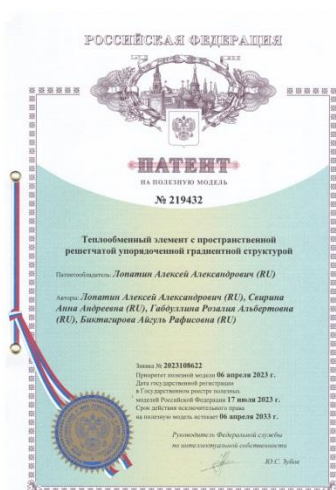 РОССИЙСКАЯ ФЕДЕРАЦИЯ
ПАТЕНТ
НА ПОЛЕЗНУЮ МОДЕЛЬ
№ 219432
Теплообменный элемент с пространственной
решетчатой упорядоченной градиентной структурой
Патентообладатель: Лопатин Алексей Александрович (RU)
Авторы: Лопатин Алексей Александрович (RU), Свирина
Анна Андреевна (RU), Габдуллина Розалия Альбертовна
(RU), Биктагирова Айгуль Рафисовна (RU)
Заявка № 2023108622
Приоритет полезной модели 06 апреля 2023 г.
Дата государственной регистрации
в Государственном реестре полезных
моделей Российской Федерации 17 июля 2023 г.
Срок действия исключительного права
на полезную модель истекает 06 апреля 2033 г.
Руководитель Федеральной службы
по интеллектуальной собственности
Ю.С. Зубов